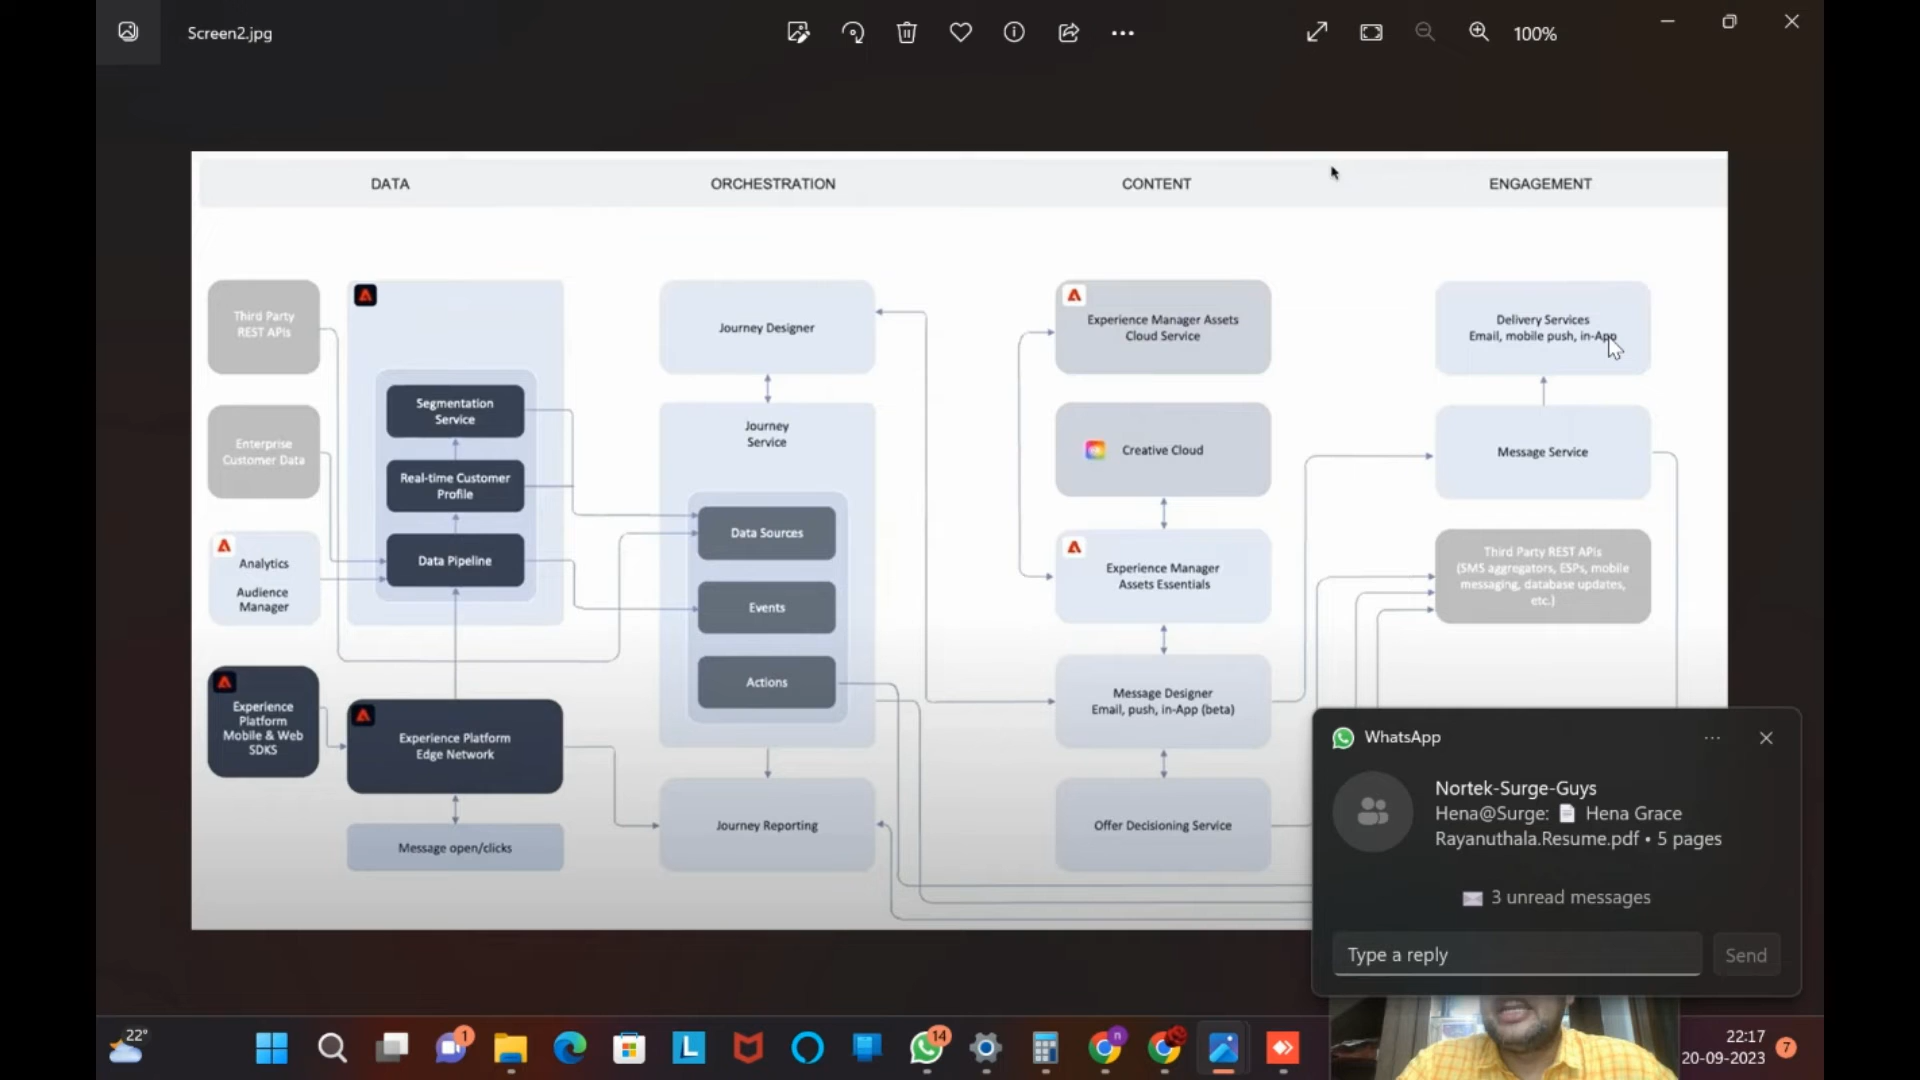 Screen2.jpg
100%
DATA
ORCHESTRATION
CONTENT
ENGAGEMENT
Third Party
REST APIs
Enterprise
Customer Data
Analytics
Audience
Manager
Experience
Platform
Mobile & Web
SDKS
Segmentation
Service
Real-time Customer
Profile
Data Pipeline
Experience Platform
Edge Network
Message open/clicks
Journey Designer
Journey
Service
Data Sources
Events
Actions
Journey Reporting
Experience Manager Assets
Cloud Service
Creative Cloud
Experience Manager
Assets Essentials
Message Designer
Email, push, in-App (beta)
Offer Decisioning Service
Delivery Services
Email, mobile push, in-App
Message Service
Third Party REST APIs
(SMS aggregators, ESPs, mobile
messaging, database updates,
etc.)
WhatsApp
Nortek-Surge-Guys
Hena@Surge: Hena Grace
Rayanuthala.Resume.pdf • 5 pages
3 unread messages
Type a reply
Send
22°
1
L
14
n
22:17
20-09-2023
7